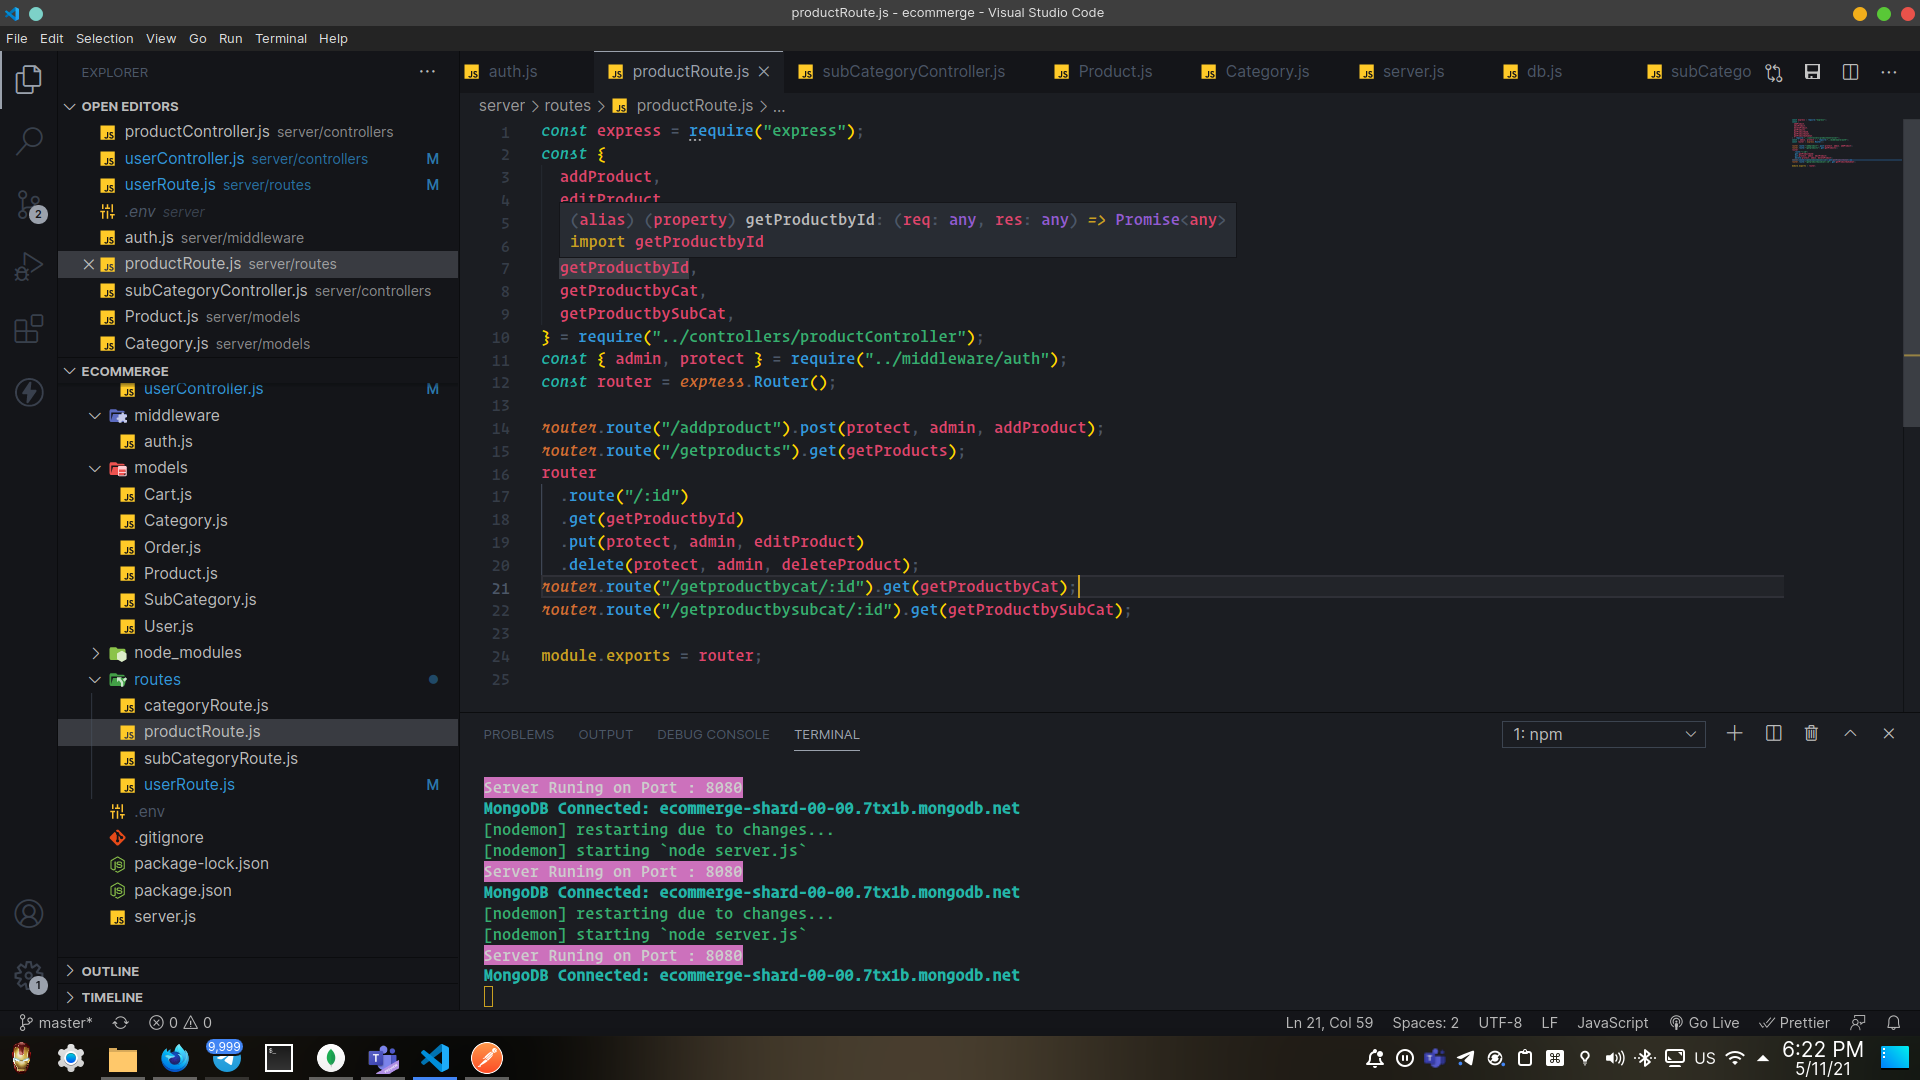 productRoute.js - ecommerge - Visual Studio Code
File Edit Selection View Go Run Terminal Help
EXPLORER
OPEN EDITORS
productController.js server/controllers
userController.js server/controllers M
userRoute.js server/routes M
.env server
auth.js server/middleware
productRoute.js server/routes
subCategoryController.js server/controllers
Product.js server/models
Category.js server/models
ECOMMERGE
userController.js M
middleware
auth.js
models
Cart.js
Category.js
Order.js
Product.js
SubCategory.js
User.js
node_modules
routes
categoryRoute.js
productRoute.js
subCategoryRoute.js
userRoute.js M
.env
.gitignore
package-lock.json
package.json
server.js
OUTLINE
TIMELINE
2
1
auth.js productRoute.js subCategoryController.js Product.js Category.js server.js db.js subCatego
server > routes > productRoute.js > ...
1 const express = require("express");
2 const {
3 addProduct,
4 editProduct
5 (alias) (property) getProductbyId: (req: any, res: any) => Promise<any>
6 import getProductbyId
7 getProductbyId,
8 getProductbyCat,
9 getProductbySubCat,
10 } = require("../controllers/productController");
11 const { admin, protect } = require("../middleware/auth");
12 const router = express.Router();
13
14 router.route("/addproduct").post(protect, admin, addProduct);
15 router.route("/getproducts").get(getProducts);
16 router
17 .route("/:id")
18 .get(getProductbyId)
19 .put(protect, admin, editProduct)
20 .delete(protect, admin, deleteProduct);
21 router.route("/getproductbycat/:id").get(getProductbyCat);
22 router.route("/getproductbysubcat/:id").get(getProductbySubCat);
23
24 module.exports = router;
25
PROBLEMS OUTPUT DEBUG CONSOLE TERMINAL 1: npm
Server Runing on Port : 8080
MongoDB Connected: ecommerge-shard-00-00.7tx1b.mongodb.net
[nodemon] restarting due to changes...
[nodemon] starting `node server.js`
Server Runing on Port : 8080
MongoDB Connected: ecommerge-shard-00-00.7tx1b.mongodb.net
[nodemon] restarting due to changes...
[nodemon] starting `node server.js`
Server Runing on Port : 8080
MongoDB Connected: ecommerge-shard-00-00.7tx1b.mongodb.net
master* 0 0 Ln 21, Col 59 Spaces: 2 UTF-8 LF JavaScript Go Live Prettier
9,999 US 6:22 PM
5/11/21